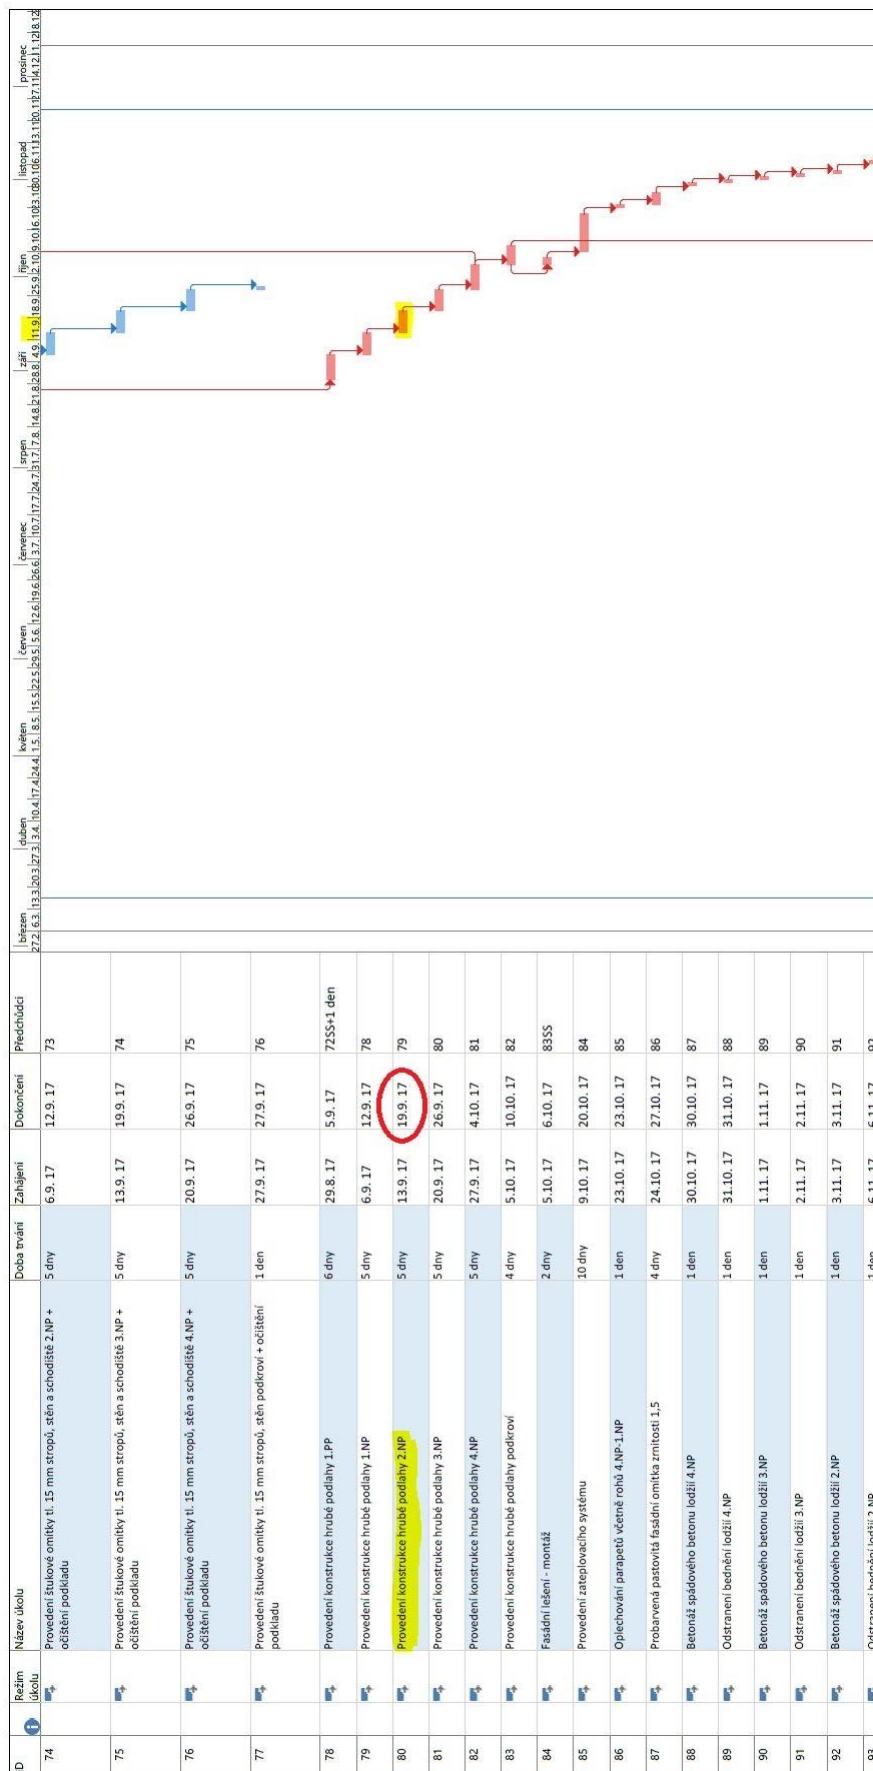 ID Režim úkolu Název úkolu Doba trvání Zahájení Dokončení Předchůdci
březen duben květen červen červenec srpen září říjen listopad prosinec
27.2. 6.3. 13.3. 20.3. 27.3. 3.4. 10.4. 17.4. 24.4. 1.5. 8.5. 15.5. 22.5. 29.5. 5.6. 12.6. 19.6. 26.6. 3.7. 10.7. 17.7. 24.7. 31.7. 7.8. 14.8. 21.8. 28.8. 4.9. 11.9. 18.9. 25.9. 2.10. 9.10. 16.10. 23.10. 30.10. 6.11. 13.11. 20.11. 27.11. 4.12. 11.12. 18.12.
74 Provedení štukové omítky tl. 15 mm stropů, stěn a schodiště 2.NP + 5 dny 6.9. 17 12.9. 17 73
očištění podkladu
75 Provedení štukové omítky tl. 15 mm stropů, stěn a schodiště 3.NP + 5 dny 13.9. 17 19.9. 17 74
očištění podkladu
76 Provedení štukové omítky tl. 15 mm stropů, stěn a schodiště 4.NP + 5 dny 20.9. 17 26.9. 17 75
očištění podkladu
77 Provedení štukové omítky tl. 15 mm stropů, stěn podkroví + očištění 1 den 27.9. 17 27.9. 17 76
podkladu
78 Provedení konstrukce hrubé podlahy 1.PP 6 dny 29.8. 17 5.9. 17 72SS+1 den
79 Provedení konstrukce hrubé podlahy 1.NP 5 dny 6.9. 17 12.9. 17 78
80 Provedení konstrukce hrubé podlahy 2.NP 5 dny 13.9. 17 19.9. 17 79
81 Provedení konstrukce hrubé podlahy 3.NP 5 dny 20.9. 17 26.9. 17 80
82 Provedení konstrukce hrubé podlahy 4.NP 5 dny 27.9. 17 4.10. 17 81
83 Provedení konstrukce hrubé podlahy podkroví 4 dny 5.10. 17 10.10. 17 82
84 Fasádní lešení - montáž 2 dny 5.10. 17 6.10. 17 83SS
85 Provedení zateplovacího systému 10 dny 9.10. 17 20.10. 17 84
86 Oplechování parapetů včetně rohů 4.NP-1.NP 1 den 23.10. 17 23.10. 17 85
87 Probarvená pastovitá fasádní omítka zrnitosti 1,5 4 dny 24.10. 17 27.10. 17 86
88 Betonáž spádového betonu lodžií 4.NP 1 den 30.10. 17 30.10. 17 87
89 Odstranení bednění lodžií 4.NP 1 den 31.10. 17 31.10. 17 88
90 Betonáž spádového betonu lodžií 3.NP 1 den 1.11. 17 1.11. 17 89
91 Odstranení bednění lodžií 3.NP 1 den 2.11. 17 2.11. 17 90
92 Betonáž spádového betonu lodžií 2.NP 1 den 3.11. 17 3.11. 17 91
93 Odstranení bednění lodžií 2.NP 1 den 6.11. 17 6.11. 17 92